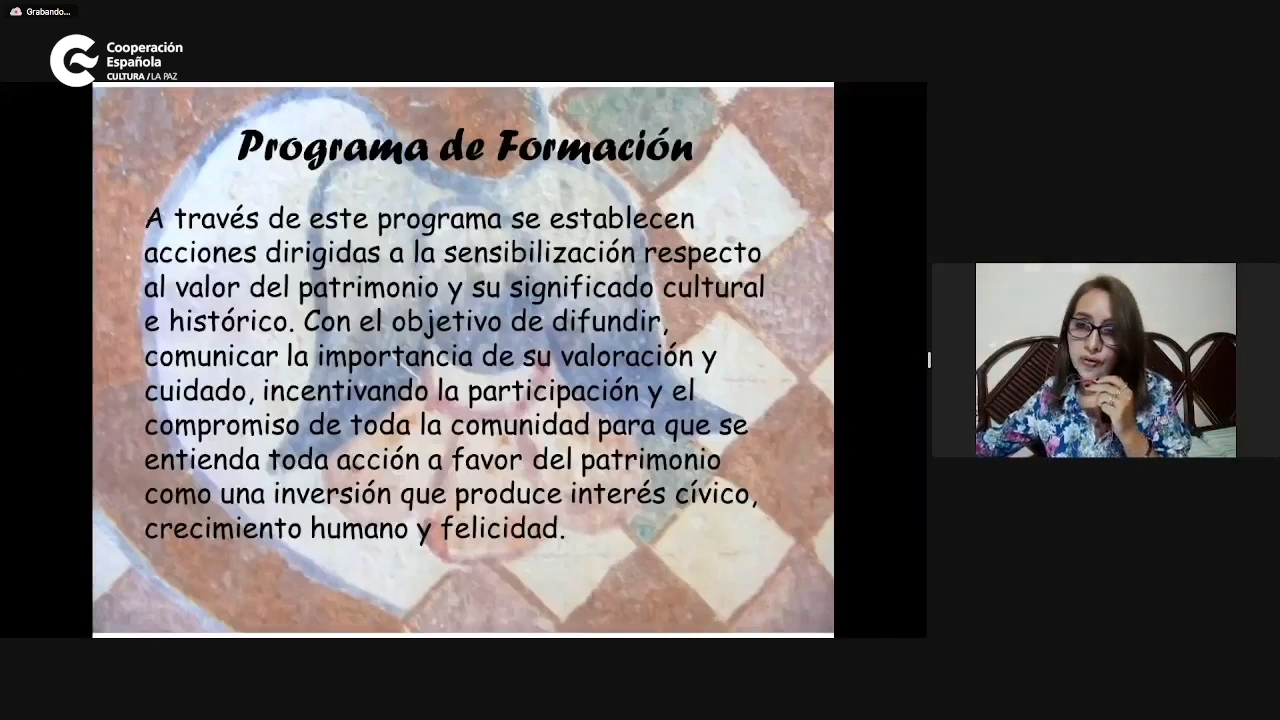 Grabando...
Cooperación
Española
CULTURA / LA PAZ
Programa de Formación
A través de este programa se establecen
acciones dirigidas a la sensibilización respecto
al valor del patrimonio y su significado cultural
e histórico. Con el objetivo de difundir,
comunicar la importancia de su valoración y
cuidado, incentivando la participación y el
compromiso de toda la comunidad para que se
entienda toda acción a favor del patrimonio
como una inversión que produce interés cívico,
crecimiento humano y felicidad.